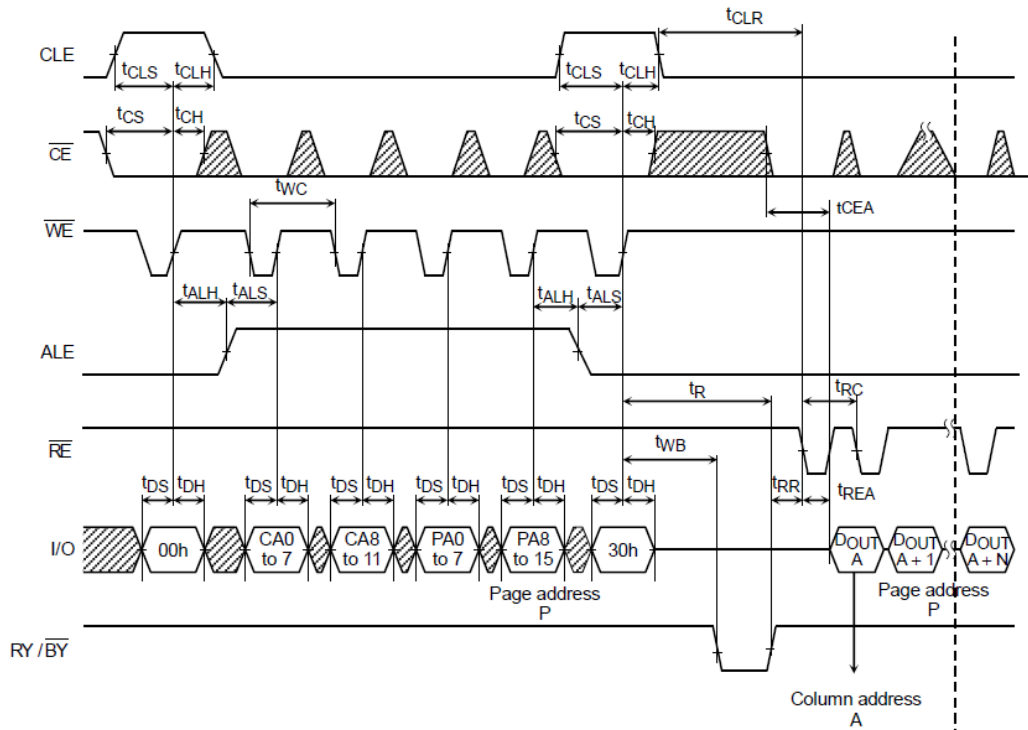 CLE
tCLS
tCLH
tCLS
tCLH
tCLR
CE
tCS
tCH
tCS
tCH
tCEA
WE
tWC
tALH
tALS
tALH
tALS
ALE
tR
tRC
RE
tWB
tRR
tREA
tDS
tDH
tDS
tDH
tDS
tDH
tDS
tDH
tDS
tDH
tDS
tDH
I/O
00h
CA0
to 7
CA8
to 11
PA0
to 7
PA8
to 15
30h
DOUT
A
DOUT
A + 1
DOUT
A + N
Page address
P
Page address
P
RY / BY
Column address
A